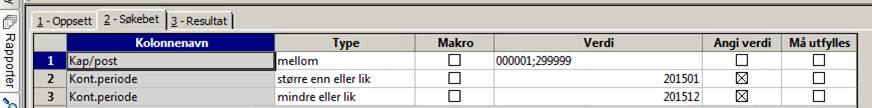 1 - Oppsett 2 - Søkebet 3 - Resultat
Kolonnenavn Type Makro Verdi Angi verdi Må utfylles
1 Kap/post mellom 000001;299999
2 Kont.periode større enn eller lik 201501
3 Kont.periode mindre eller lik 201512
Rapporter